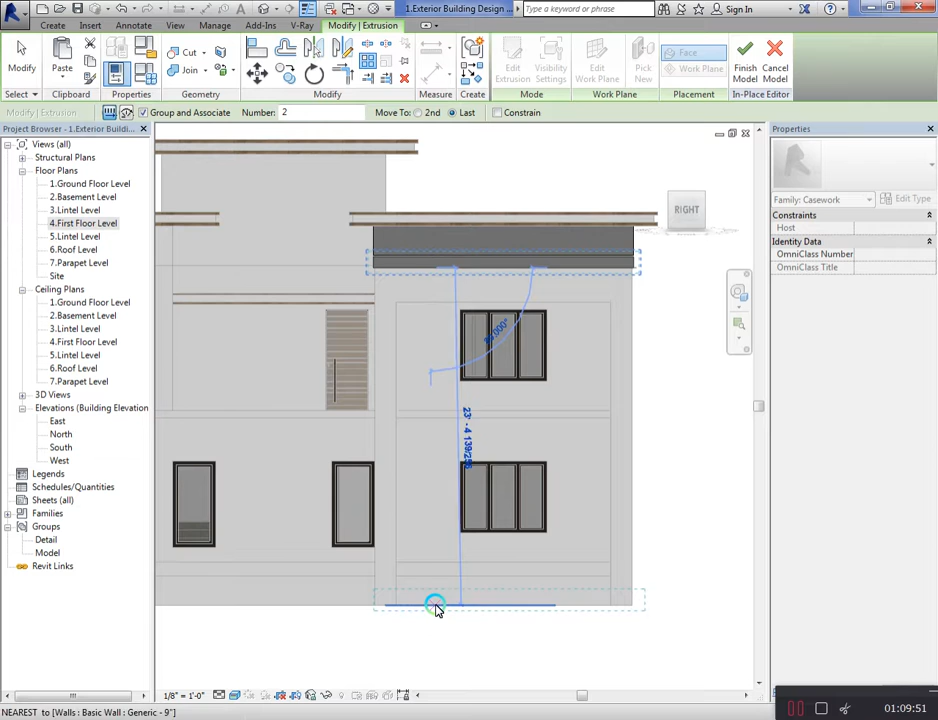 1.Exterior Building Design ...
Type a keyword or phrase
Sign In
Create Insert Annotate View Manage Add-Ins V-Ray Modify | Extrusion
Modify
Paste
Cut
Join
Edit Extrusion
Visibility Settings
Edit Work Plane
Pick New
Face
Work Plane
Finish Model
Cancel Model
Select Clipboard Properties Geometry Modify Measure Create Mode Work Plane Placement In-Place Editor
Modify | Extrusion
Group and Associate Number: 2 Move To: 2nd Last Constrain
Project Browser - 1.Exterior Buildi...
Views (all)
Structural Plans
Floor Plans
1.Ground Floor Level
2.Basement Level
3.Lintel Level
4.First Floor Level
5.Lintel Level
6.Roof Level
7.Parapet Level
Site
Ceiling Plans
1.Ground Floor Level
2.Basement Level
3.Lintel Level
4.First Floor Level
5.Lintel Level
6.Roof Level
7.Parapet Level
3D Views
Elevations (Building Elevation
East
North
South
West
Legends
Schedules/Quantities
Sheets (all)
Families
Groups
Detail
Model
Revit Links
RIGHT
23' - 4 139/256"
Properties
Family: Casework
Edit Type
Constraints
Host
Identity Data
OmniClass Number
OmniClass Title
1/8" = 1'-0"
NEAREST to [Walls : Basic Wall : Generic - 9"]
01:09:51